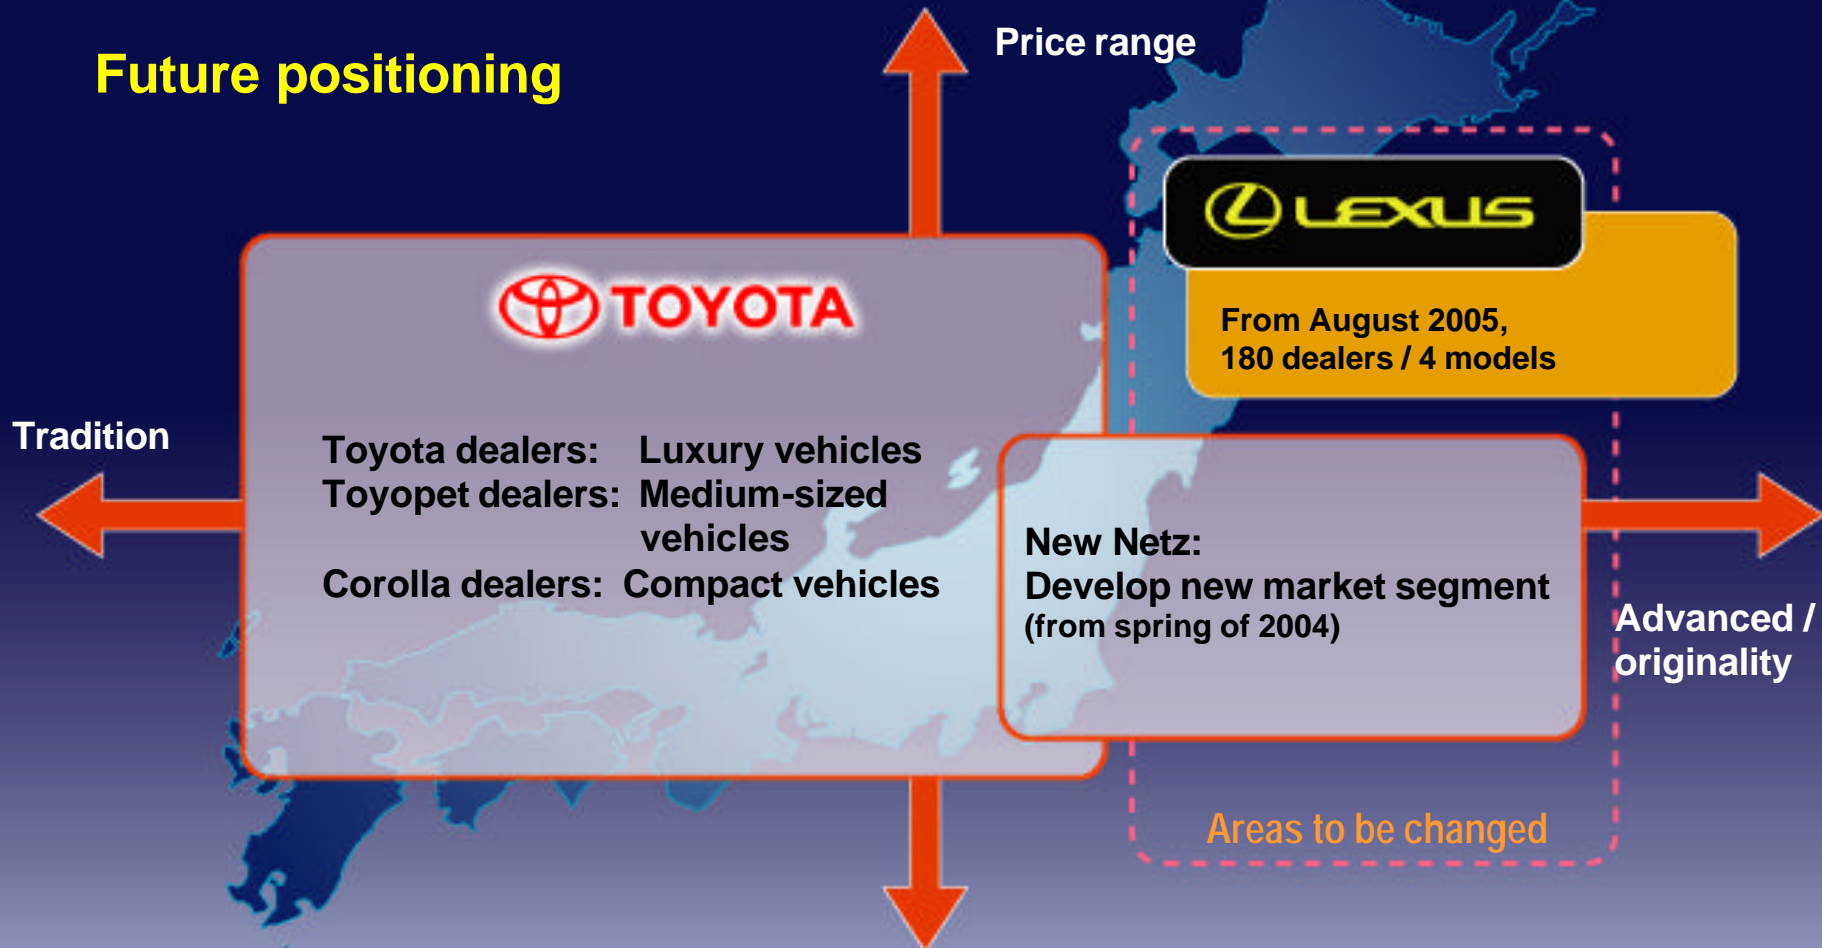 Future positioning
Price range
LEXUS
From August 2005,
180 dealers / 4 models
TOYOTA
Tradition
Toyota dealers: Luxury vehicles
Toyopet dealers: Medium-sized
vehicles
Corolla dealers: Compact vehicles
New Netz:
Develop new market segment
(from spring of 2004)
Advanced /
originality
Areas to be changed